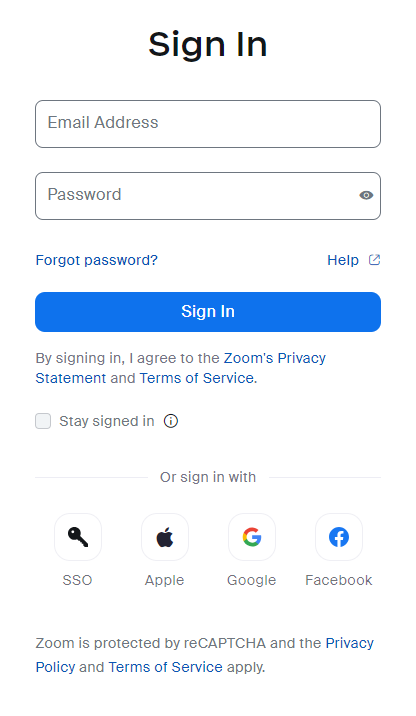 Sign In
Email Address
Password
Forgot password? Help
Sign In
By signing in, I agree to the Zoom's Privacy
Statement and Terms of Service.
Stay signed in
Or sign in with
SSO Apple Google Facebook
Zoom is protected by reCAPTCHA and the Privacy
Policy and Terms of Service apply.